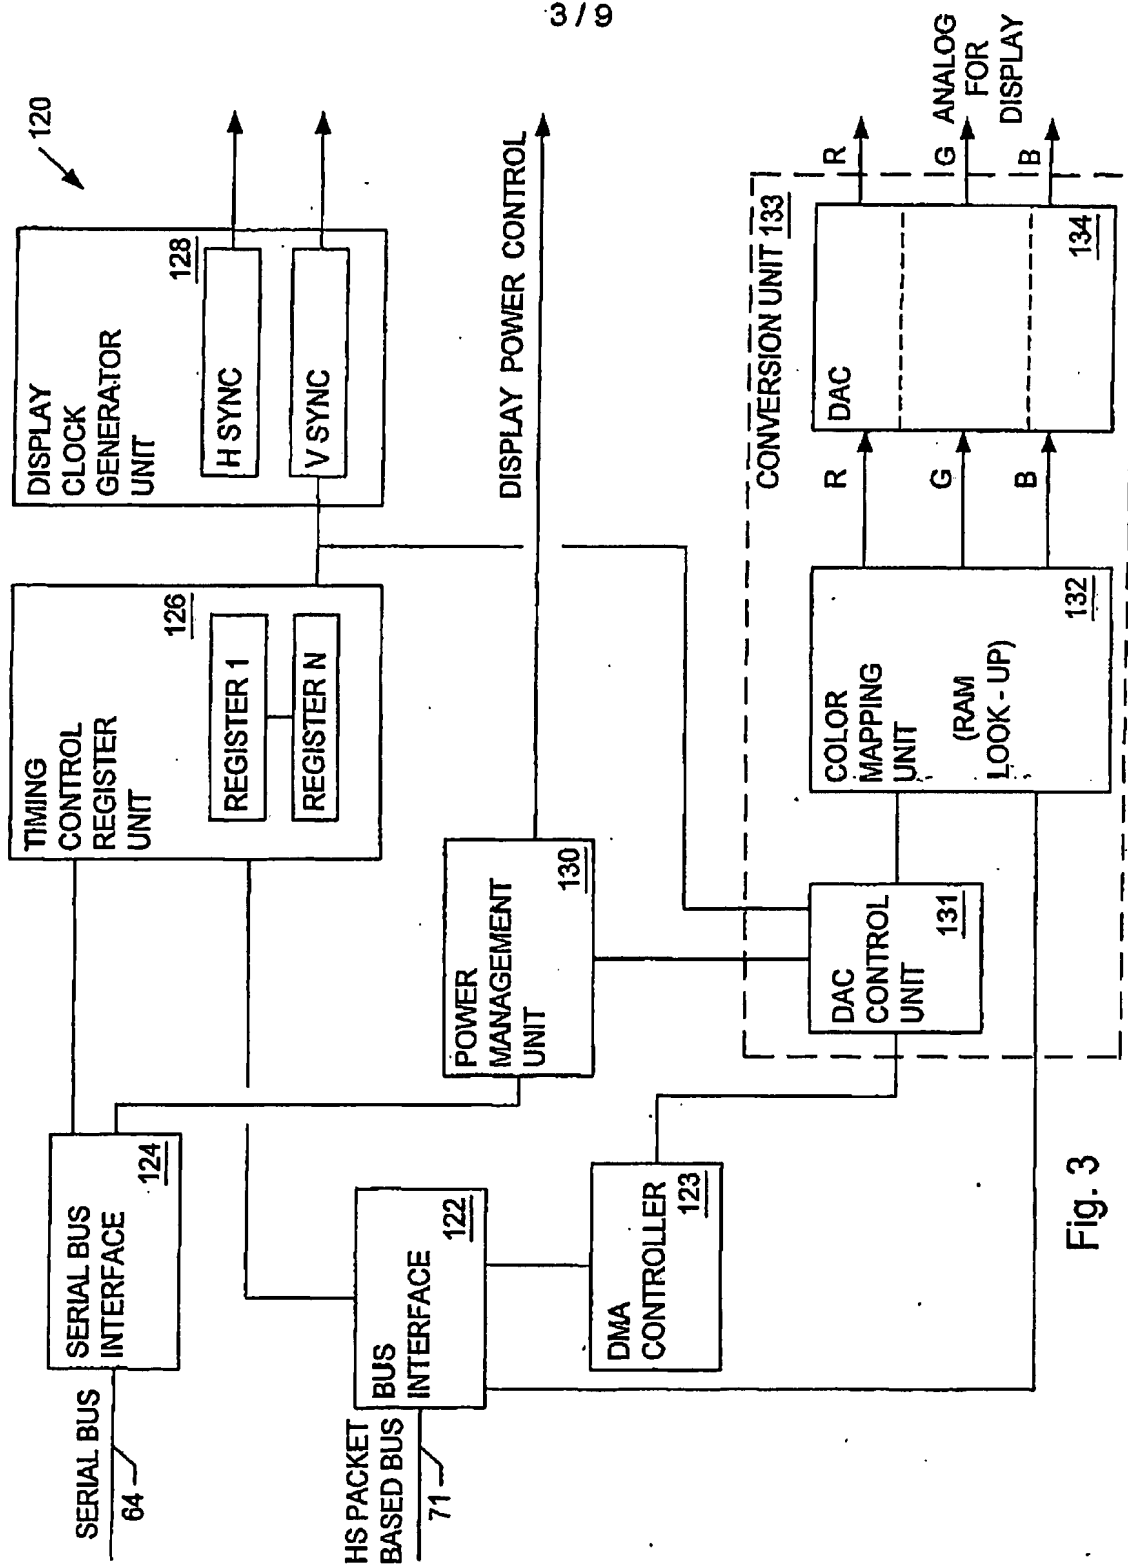 3 / 9
120
DISPLAY
CLOCK
GENERATOR
UNIT
128
H SYNC
V SYNC
TIMING
CONTROL
REGISTER
UNIT
126
REGISTER 1
REGISTER N
SERIAL BUS
INTERFACE
124
SERIAL BUS
64
DISPLAY POWER CONTROL
POWER
MANAGEMENT
UNIT
130
BUS
INTERFACE
122
HS PACKET
BASED BUS
71
DMA
CONTROLLER
123
CONVERSION UNIT 133
DAC
CONTROL
UNIT
131
COLOR
MAPPING
UNIT
(RAM
LOOK - UP)
132
R
G
B
DAC
134
R
G
B
ANALOG
FOR
DISPLAY
Fig. 3